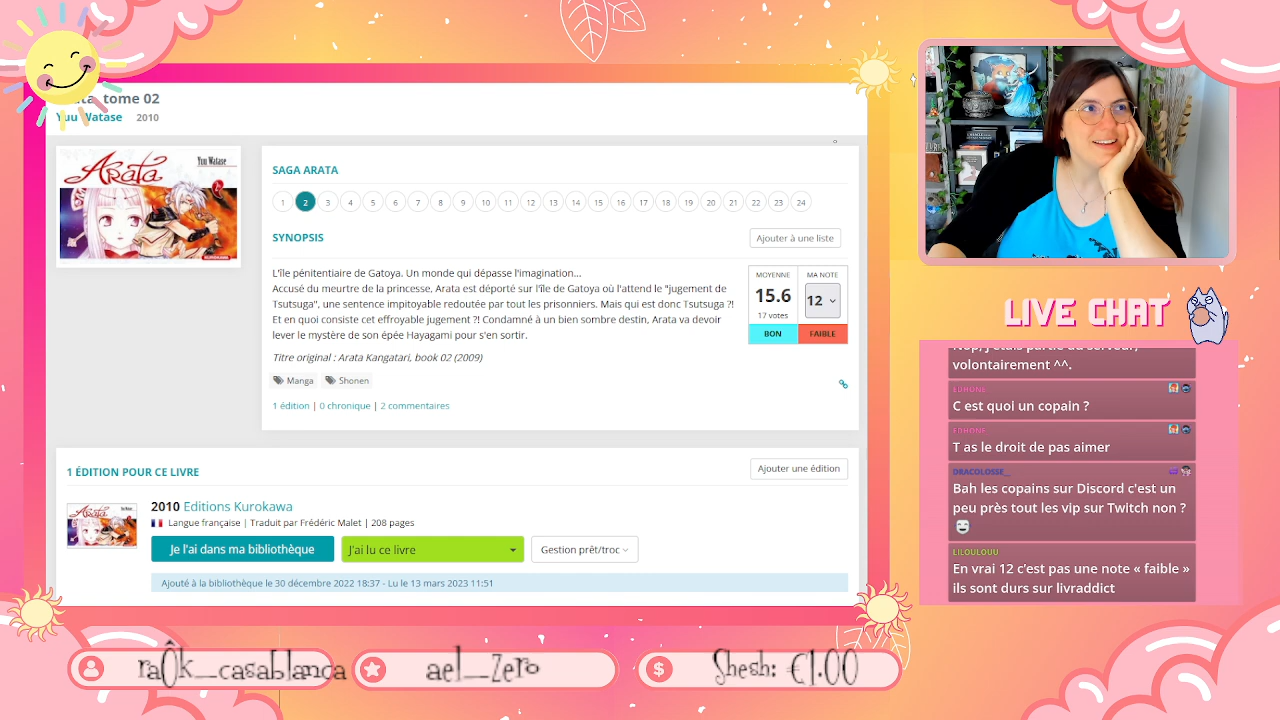 tome 02
Yuu Watase 2010
Arata
Yuu Watase
KUROKAWA
SAGA ARATA
1 2 3 4 5 6 7 8 9 10 11 12 13 14 15 16 17 18 19 20 21 22 23 24
SYNOPSIS
Ajouter à une liste
L'île pénitentiaire de Gatoya. Un monde qui dépasse l'imagination...
Accusé du meurtre de la princesse, Arata est déporté sur l'île de Gatoya où l'attend le "jugement de
Tsutsuga", une sentence impitoyable redoutée par tout les prisonniers. Mais qui est donc Tsutsuga ?!
Et en quoi consiste cet effroyable jugement ?! Condamné à un bien sombre destin, Arata va devoir
lever le mystère de son épée Hayagami pour s'en sortir.
MOYENNE MA NOTE
15.6 12
17 votes
BON FAIBLE
Titre original : Arata Kangatari, book 02 (2009)
Manga Shonen
1 édition | 0 chronique | 2 commentaires
1 ÉDITION POUR CE LIVRE
Ajouter une édition
Arata
2010 Editions Kurokawa
Langue française | Traduit par Frédéric Malet | 208 pages
Je l'ai dans ma bibliothèque
J'ai lu ce livre
Gestion prêt/troc
Ajouté à la bibliothèque le 30 décembre 2022 18:37 - Lu le 13 mars 2023 11:51
LIVE CHAT
volontairement ^^.
EDHONE
C est quoi un copain ?
EDHONE
T as le droit de pas aimer
DRACOLOSSE__
Bah les copains sur Discord c'est un
peu près tout les vip sur Twitch non ?
LILOULOUU
En vrai 12 c'est pas une note « faible »
ils sont durs sur livraddict
ra0k_casablanca
ael_Zero
Shesh: €1.00